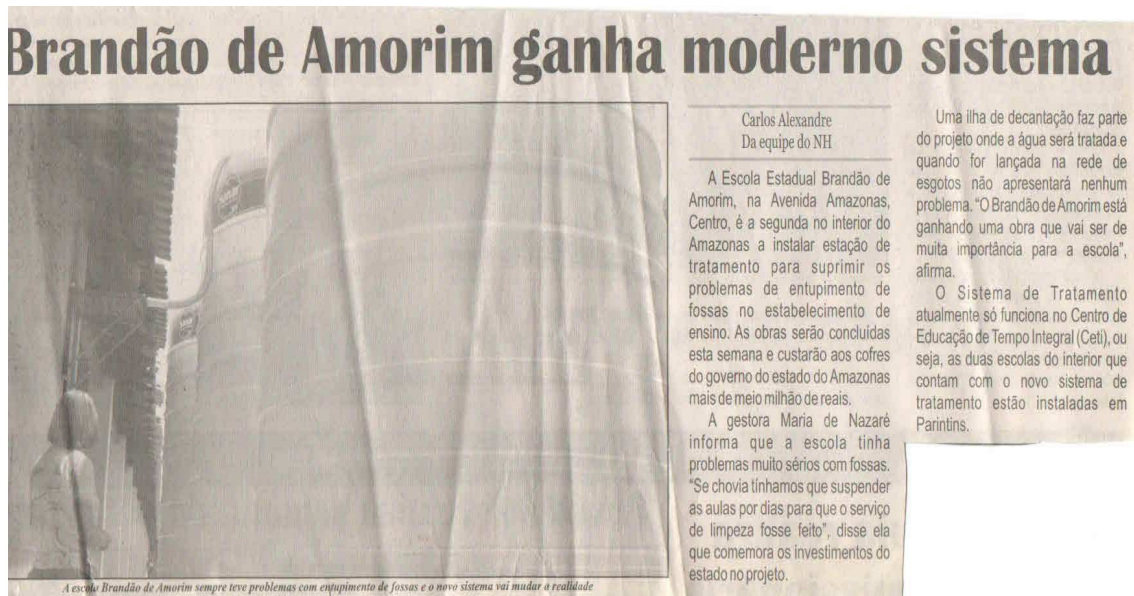 Brandão de Amorim ganha moderno sistema
A escola Brandão de Amorim sempre teve problemas com entupimento de fossas e o novo sistema vai mudar a realidade
Carlos Alexandre
Da equipe do NH
A Escola Estadual Brandão de
Amorim, na Avenida Amazonas,
Centro, é a segunda no interior do
Amazonas a instalar estação de
tratamento para suprimir os
problemas de entupimento de
fossas no estabelecimento de
ensino. As obras serão concluídas
esta semana e custarão aos cofres
do governo do estado do Amazonas
mais de meio milhão de reais.
A gestora Maria de Nazaré
informa que a escola tinha
problemas muito sérios com fossas.
“Se chovia tínhamos que suspender
as aulas por dias para que o serviço
de limpeza fosse feito”, disse ela
que comemora os investimentos do
estado no projeto.
Uma ilha de decantação faz parte
do projeto onde a água será tratada e
quando for lançada na rede de
esgotos não apresentará nenhum
problema. “O Brandão de Amorim está
ganhando uma obra que vai ser de
muita importância para a escola”,
afirma.
O Sistema de Tratamento
atualmente só funciona no Centro de
Educação de Tempo Integral (Ceti), ou
seja, as duas escolas do interior que
contam com o novo sistema de
tratamento estão instaladas em
Parintins.